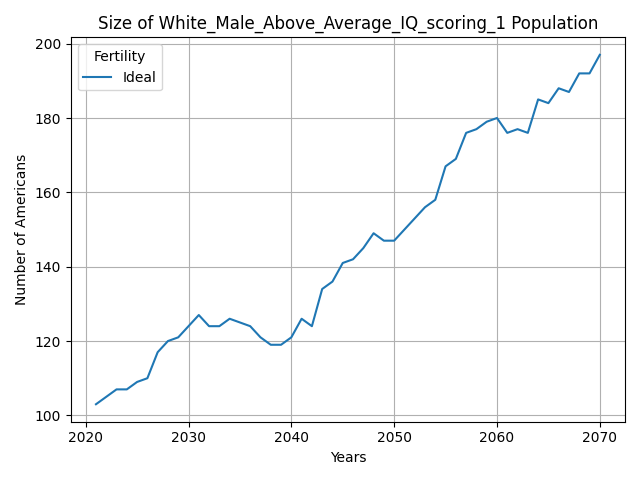 Size of White_Male_Above_Average_IQ_scoring_1 Population
Fertility
Ideal
Number of Americans
200
180
160
140
120
100
2020 2030 2040 2050 2060 2070
Years